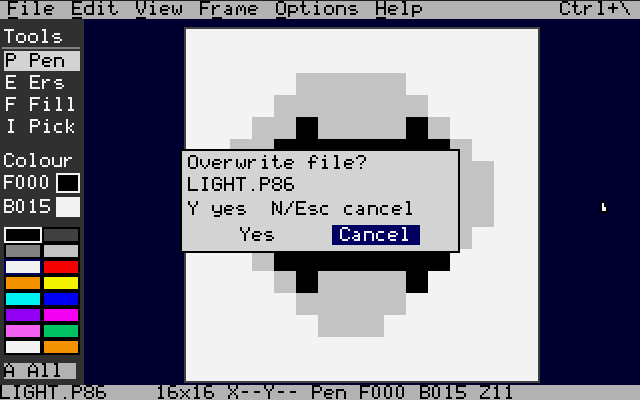 File Edit View Frame Options Help Ctrl+\
Tools
P Pen
E Ers
F Fill
I Pick
Colour
F000
B015
A All
Overwrite file?
LIGHT.P86
Y yes N/Esc cancel
Yes Cancel
LIGHT.P86 16x16 X--Y-- Pen F000 B015 Z11